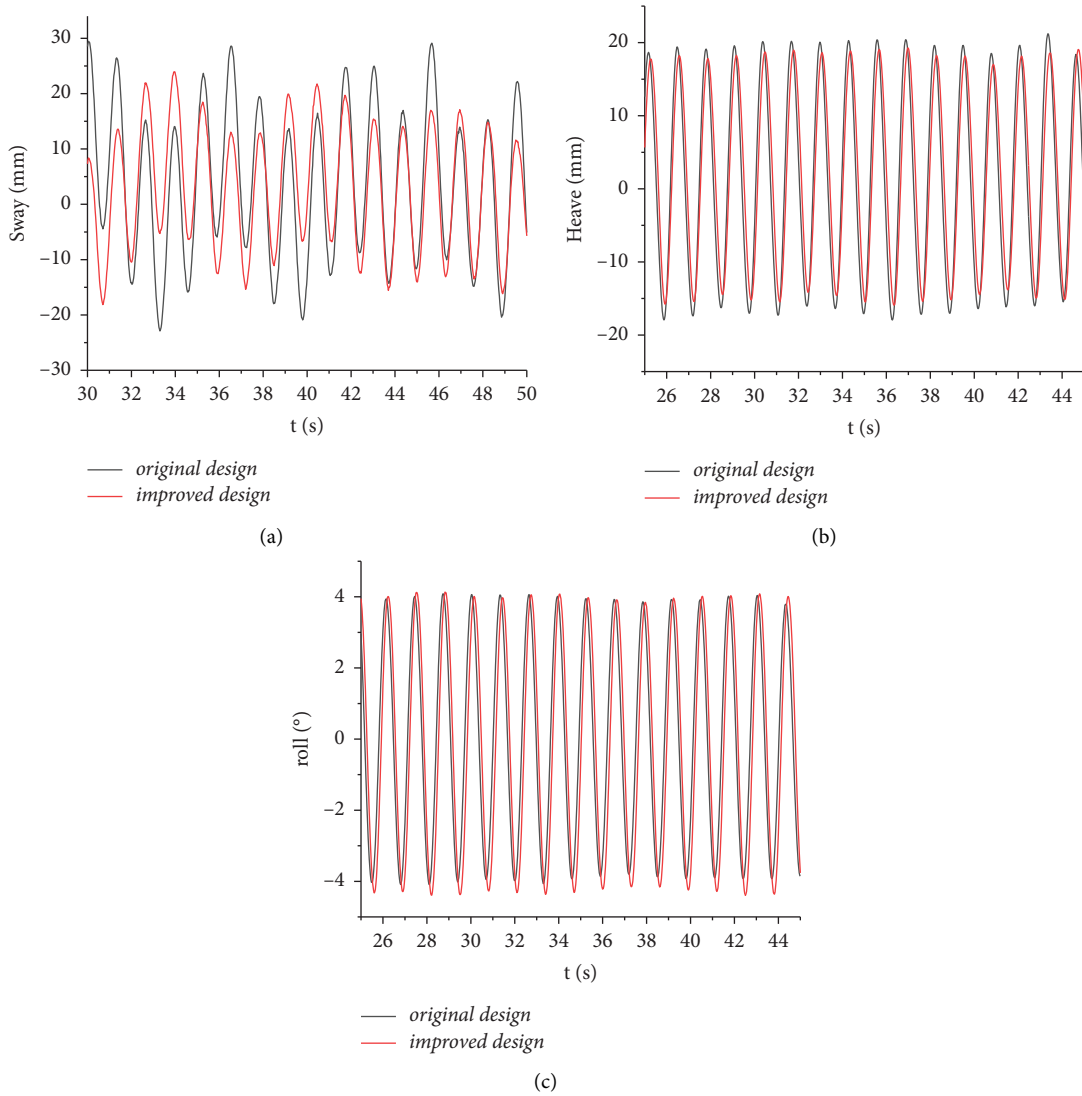 30
20
10
0
−10
−20
−30
Sway (mm)
30 32 34 36 38 40 42 44 46 48 50
t (s)
original design
improved design
(a)
20
10
0
−10
−20
Heave (mm)
26 28 30 32 34 36 38 40 42 44
t (s)
original design
improved design
(b)
4
2
0
−2
−4
roll (°)
26 28 30 32 34 36 38 40 42 44
t (s)
original design
improved design
(c)